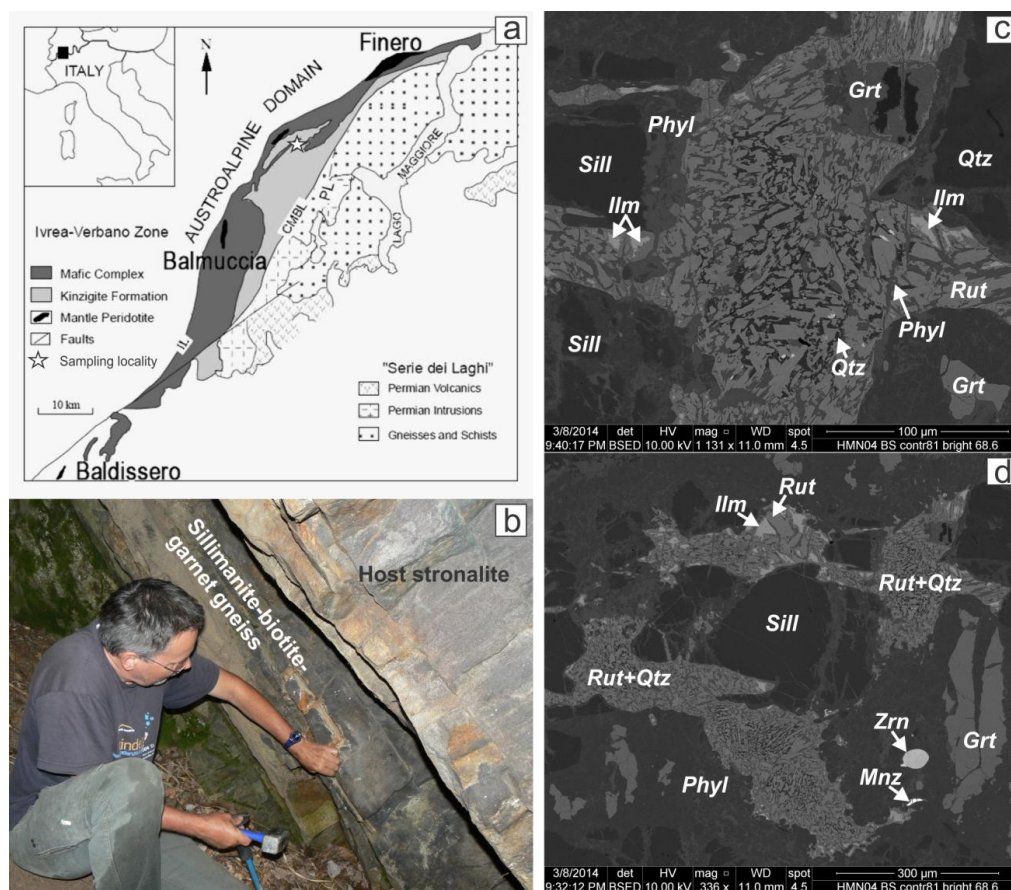 a
ITALY
N
Finero
AUSTROALPINE DOMAIN
LAGO MAGGIORE
PL
CMBL
Ivrea-Verbano Zone
Balmuccia
Mafic Complex
Kinzigite Formation
Mantle Peridotite
Faults
Sampling locality
IL
"Serie dei Laghi"
Permian Volcanics
Permian Intrusions
Gneisses and Schists
10 km
Baldissero
b
Sillimanite-biotite-
garnet gneiss
Host stronalite
c
Grt
Phyl
Sill
Qtz
Ilm
Ilm
Rut
Phyl
Sill
Qtz
Grt
3/8/2014 det HV mag □ WD spot 100 µm
9:40:17 PM BSED 10.00 kV 1 131 x 11.0 mm 4.5 HMN04 BS contr81 bright 68.6
d
Rut
Ilm
Rut+Qtz
Sill
Rut+Qtz
Zrn
Grt
Mnz
Phyl
3/8/2014 det HV mag □ WD spot 300 µm
9:32:12 PM BSED 10.00 kV 336 x 11.0 mm 4.5 HMN04 BS contr81 bright 68.6